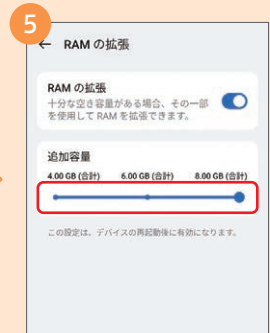 5
← RAM の拡張
RAM の拡張
十分な空き容量がある場合、その一部
を使用して RAM を拡張できます。
追加容量
4.00 GB (合計) 6.00 GB (合計) 8.00 GB (合計)
この設定は、デバイスの再起動後に有効になります。